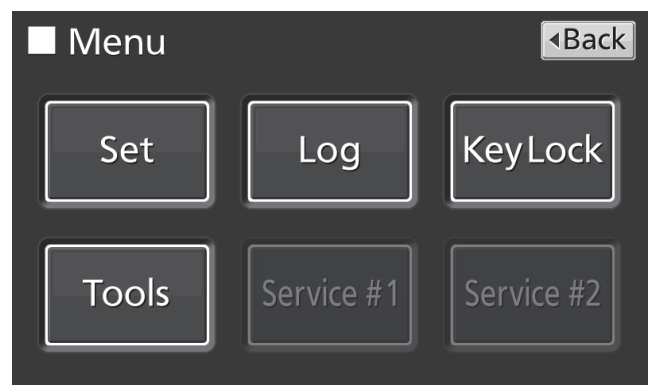 Menu
Back
Set
Log
KeyLock
Tools
Service #1
Service #2